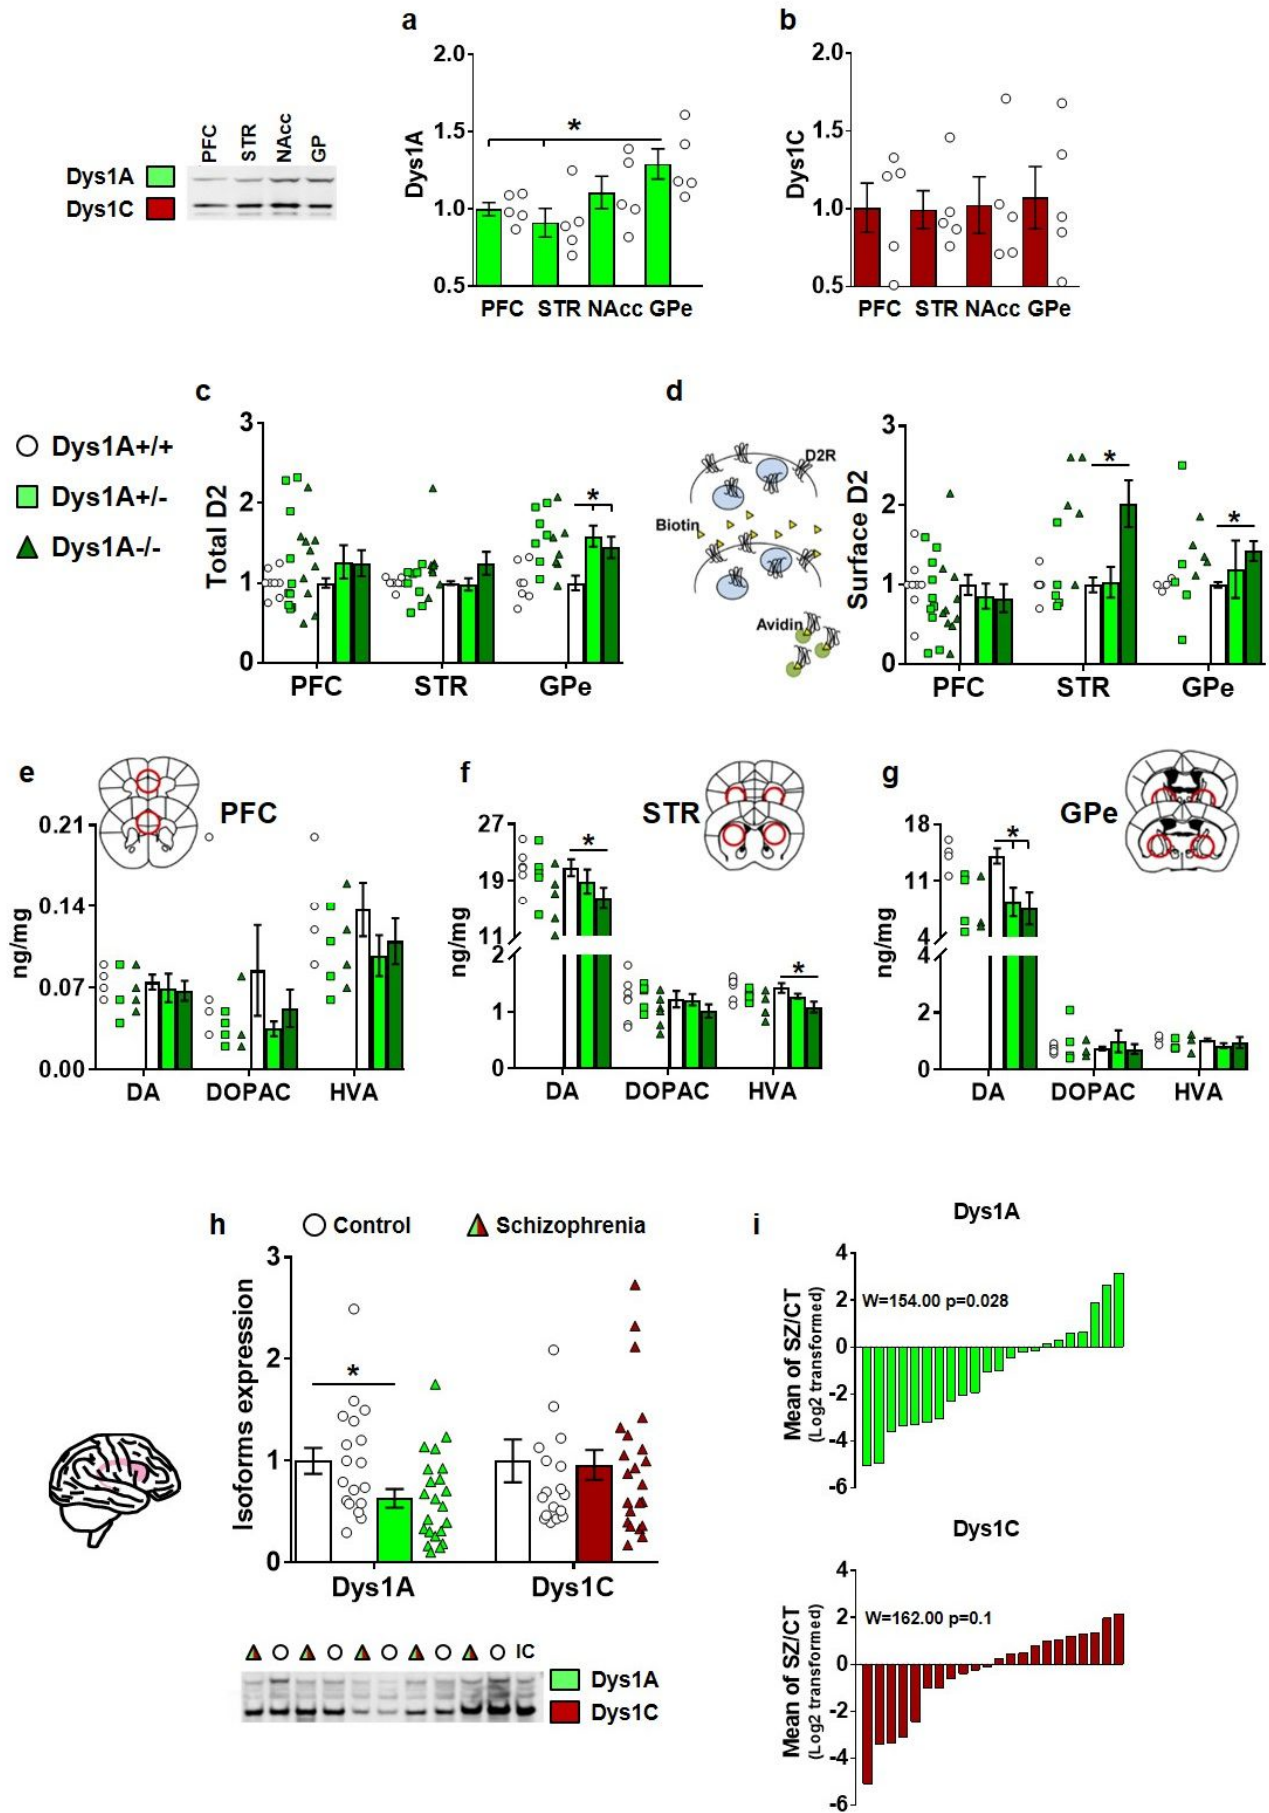 a
b
2.0
1.5
1.0
0.5
Dys1A
PFC STR NAcc GPe
*
2.0
1.5
1.0
0.5
Dys1C
PFC STR NAcc GPe
PFC
STR
NAcc
GP
Dys1A
Dys1C
c
d
Dys1A+/+
Dys1A+/-
Dys1A-/-
3
2
1
0
Total D2
*
PFC STR GPe
D2R
Biotin
Avidin
3
2
1
0
Surface D2
*
*
PFC STR GPe
e
PFC
0.21
0.14
0.07
0.00
ng/mg
DA DOPAC HVA
f
STR
27
19
11
2
1
0
ng/mg
*
*
DA DOPAC HVA
g
GPe
18
11
4
4
2
0
ng/mg
*
DA DOPAC HVA
h
Control
Schizophrenia
3
2
1
0
Isoforms expression
*
Dys1A Dys1C
IC
Dys1A
Dys1C
i
Dys1A
4
2
0
-2
-4
-6
Mean of SZ/CT
(Log2 transformed)
W=154.00 p=0.028
Dys1C
4
2
0
-2
-4
-6
Mean of SZ/CT
(Log2 transformed)
W=162.00 p=0.1